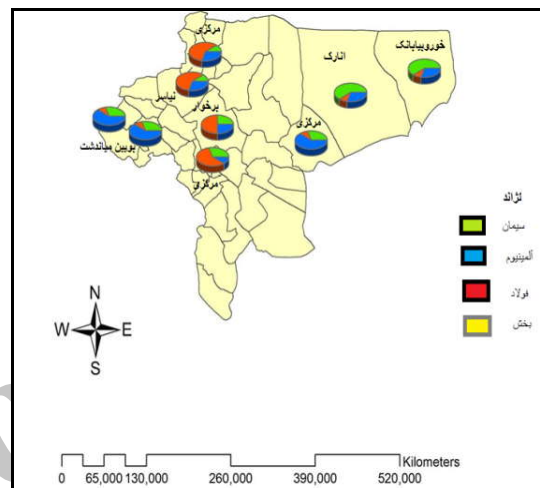 مرکزی
خوروبیابانک
انارک
نیاسر
برخوار
مرکزی
بویین میاندشت
مرکزی
لژاند
سیمان
آلمینیوم
فولاد
بخش
N
W E
S
Kilometers
0 65,000 130,000 260,000 390,000 520,000